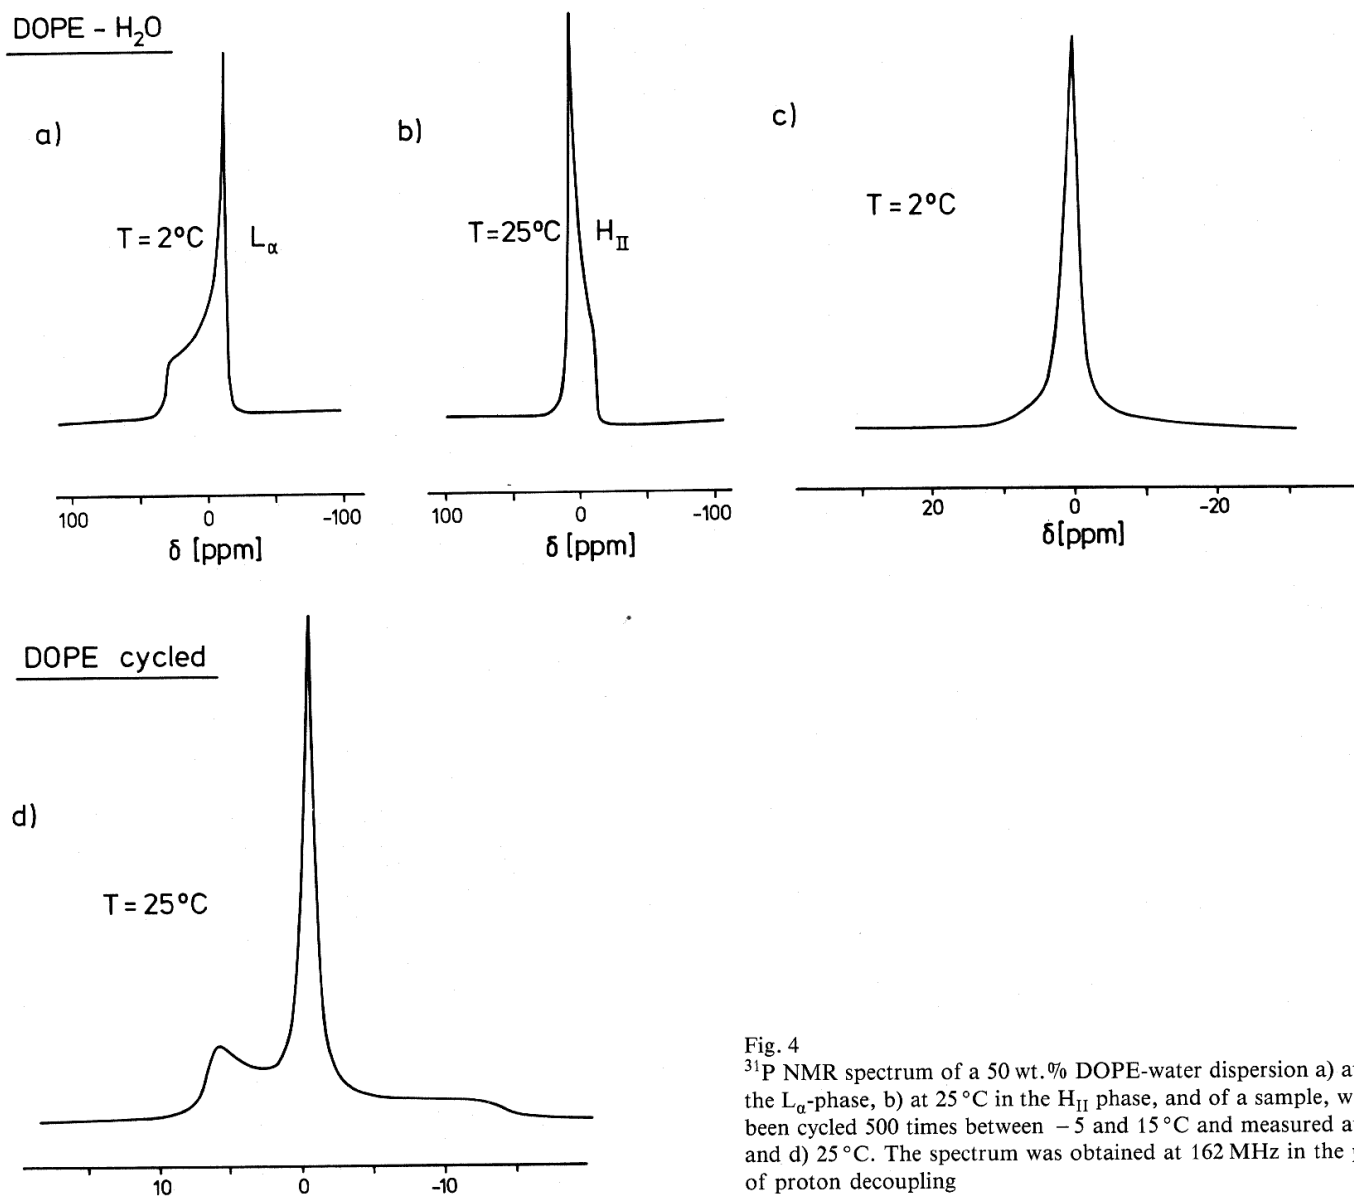 DOPE – H₂O
a)
T = 2°C
Lα
b)
T=25°C
H_II
c)
T = 2°C
100 0 -100
δ [ppm]
100 0 -100
δ [ppm]
20 0 -20
δ[ppm]
DOPE cycled
d)
T = 25°C
10 0 -10
Fig. 4
³¹P NMR spectrum of a 50 wt.% DOPE-water dispersion a)
the Lα-phase, b) at 25 °C in the H_II phase, and of a sample,
been cycled 500 times between −5 and 15 °C and measured
and d) 25 °C. The spectrum was obtained at 162 MHz in the
of proton decoupling